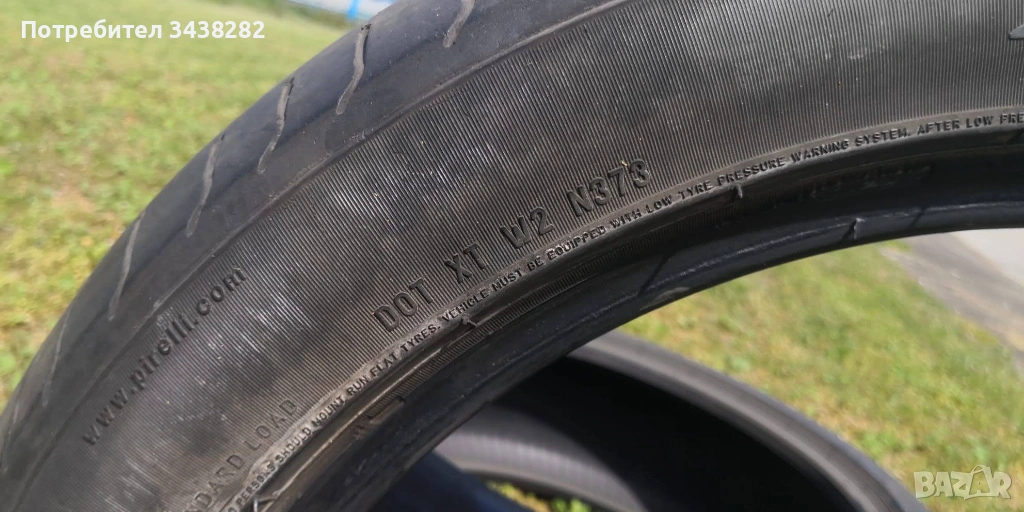 Потребител 3438282
DOT XT W2 N373
www.pirelli.com
RUN FLAT TYRES. VEHICLE MUST BE EQUIPPED WITH LOW TYRE PRESSURE WARNING SYSTEM. AFTER LOW PRE
SHOULD MOUNT
DARD LOAD
BAZAR